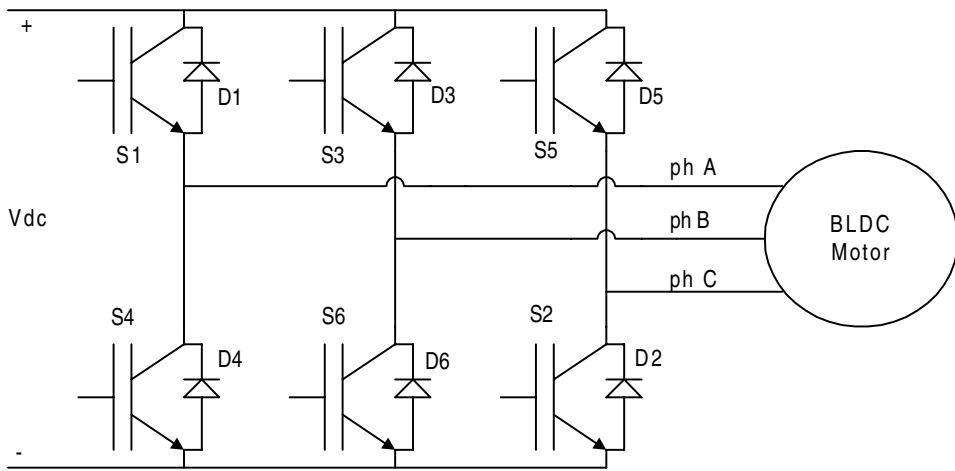 +
D1
D3
D5
S1
S3
S5
ph A
Vdc
ph B
BLDC
Motor
ph C
S4
S6
S2
D4
D6
D2
-